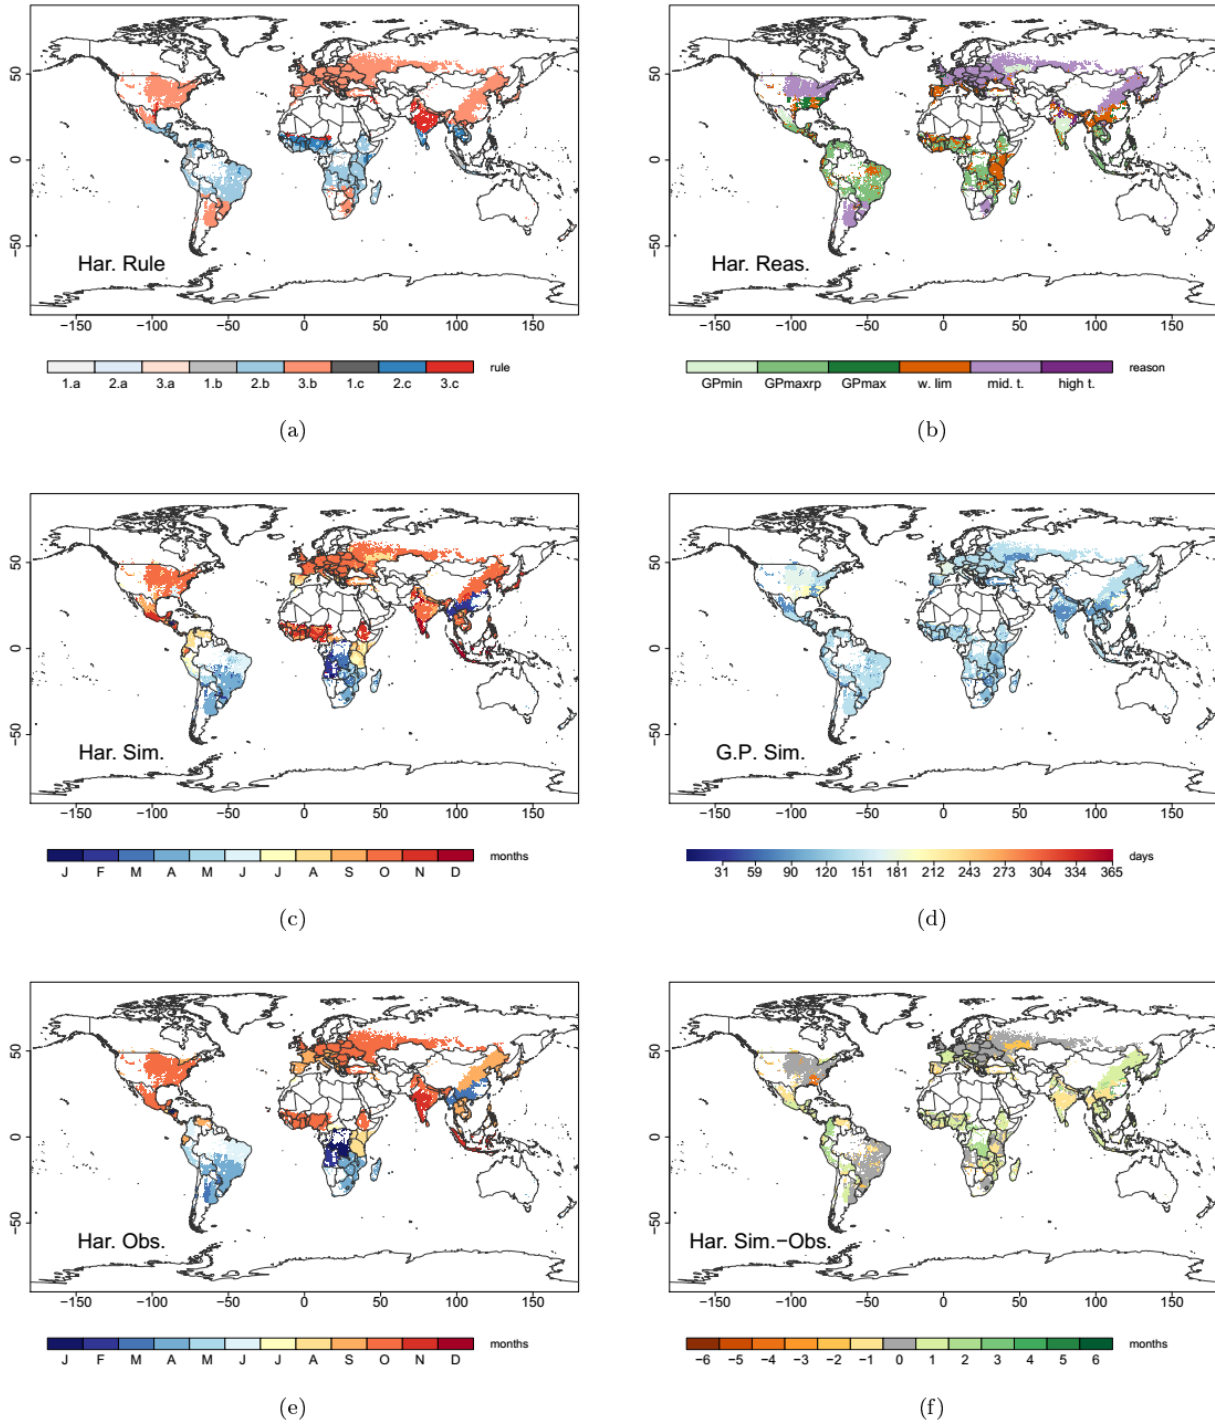 50
0
−50
Har. Rule
−150 −100 −50 0 50 100 150
1.a 2.a 3.a 1.b 2.b 3.b 1.c 2.c 3.c rule
(a)
50
0
−50
Har. Reas.
−150 −100 −50 0 50 100 150
GPmin GPmaxrp GPmax w. lim mid. t. high t. reason
(b)
50
0
−50
Har. Sim.
−150 −100 −50 0 50 100 150
J F M A M J J A S O N D months
(c)
50
0
−50
G.P. Sim.
−150 −100 −50 0 50 100 150
31 59 90 120 151 181 212 243 273 304 334 365 days
(d)
50
0
−50
Har. Obs.
−150 −100 −50 0 50 100 150
J F M A M J J A S O N D months
(e)
50
0
−50
Har. Sim.−Obs.
−150 −100 −50 0 50 100 150
−6 −5 −4 −3 −2 −1 0 1 2 3 4 5 6 months
(f)